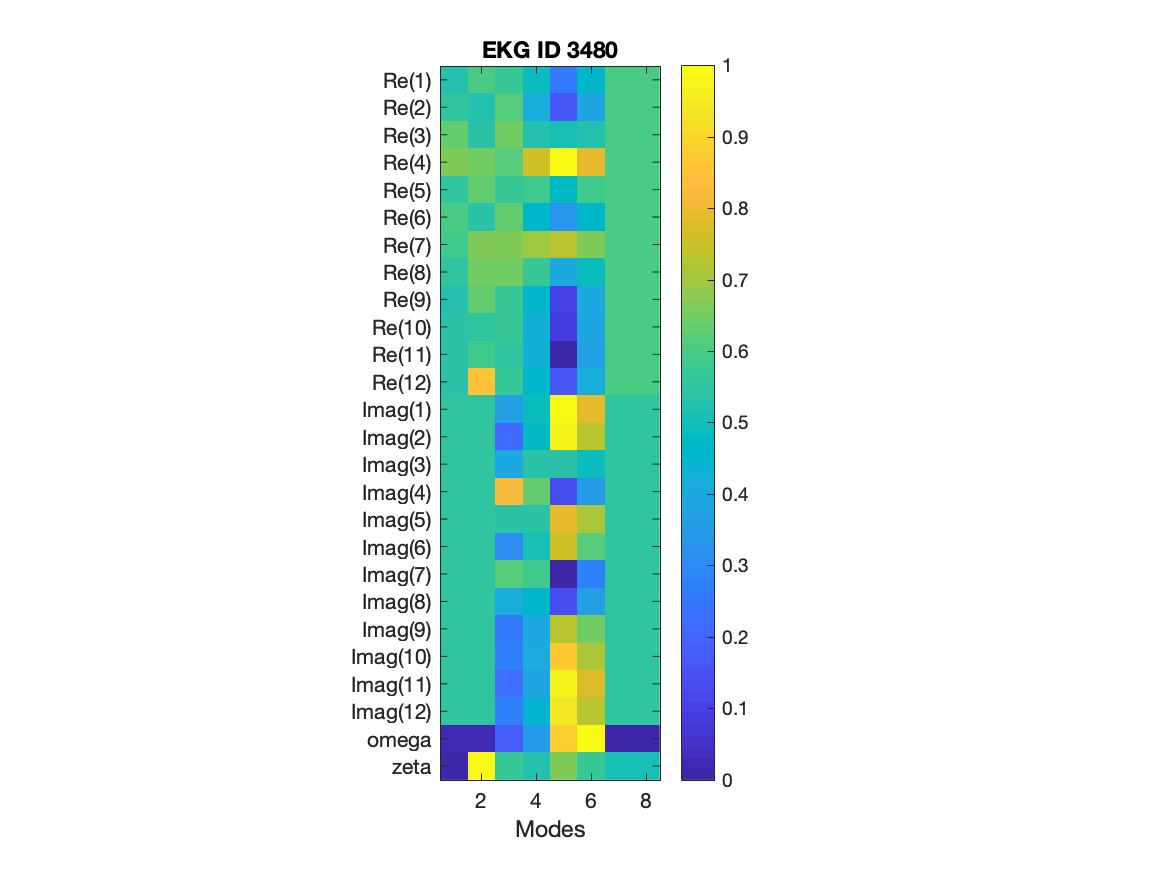 EKG ID 3480
Re(1)
Re(2)
Re(3)
Re(4)
Re(5)
Re(6)
Re(7)
Re(8)
Re(9)
Re(10)
Re(11)
Re(12)
Imag(1)
Imag(2)
Imag(3)
Imag(4)
Imag(5)
Imag(6)
Imag(7)
Imag(8)
Imag(9)
Imag(10)
Imag(11)
Imag(12)
omega
zeta
2 4 6 8
Modes
1
0.9
0.8
0.7
0.6
0.5
0.4
0.3
0.2
0.1
0